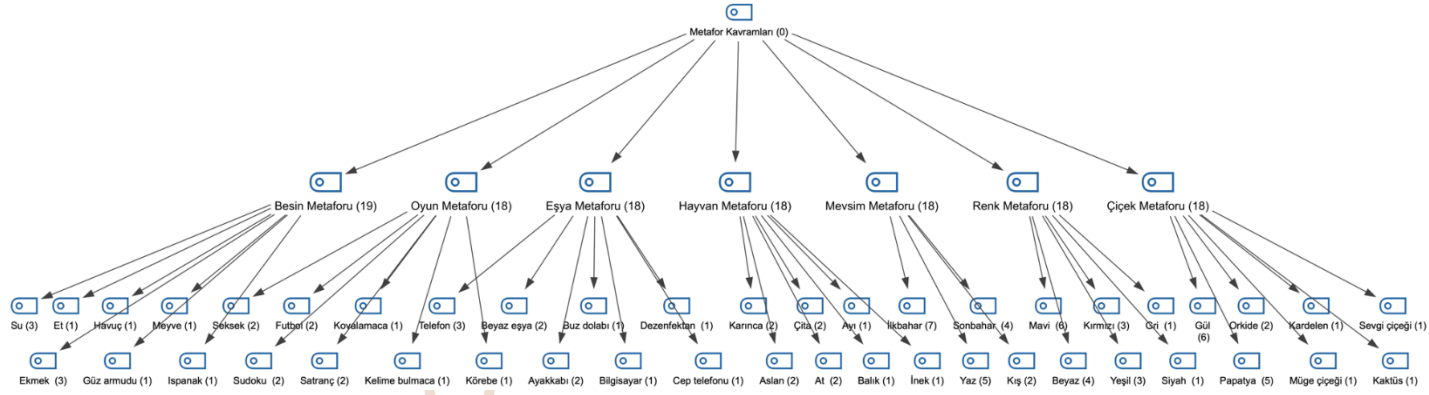 Metafor Kavramları (0)
Besin Metaforu (19)
Oyun Metaforu (18)
Eşya Metaforu (18)
Hayvan Metaforu (18)
Mevsim Metaforu (18)
Renk Metaforu (18)
Çiçek Metaforu (18)
Su (3)
Et (1)
Havuç (1)
Meyve (1)
Seksek (2)
Futbol (2)
Kovalamaca (1)
Telefon (3)
Beyaz eşya (2)
Buz dolabı (1)
Dezenfektan (1)
Karınca (2)
Çita (2)
Ayı (1)
İlkbahar (7)
Sonbahar (4)
Mavi (6)
Kırmızı (3)
Gri (1)
Gül
(6)
Orkide (2)
Kardelen (1)
Sevgi çiçeği (1)
Ekmek (3)
Güz armudu (1)
Ispanak (1)
Sudoku (2)
Satranç (2)
Kelime bulmaca (1)
Körebe (1)
Ayakkabı (2)
Bilgisayar (1)
Cep telefonu (1)
Aslan (2)
At (2)
Balık (1)
İnek (1)
Yaz (5)
Kış (2)
Beyaz (4)
Yeşil (3)
Siyah (1)
Papatya (5)
Müge çiçeği (1)
Kaktüs (1)